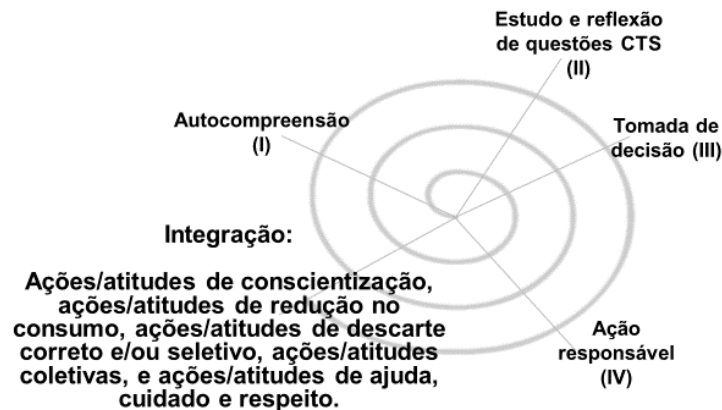 Estudo e reflexão
de questões CTS
(II)
Autocompreensão
(I)
Tomada de
decisão (III)
Integração:
Ações/atitudes de conscientização,
ações/atitudes de redução no
consumo, ações/atitudes de descarte
correto e/ou seletivo, ações/atitudes
coletivas, e ações/atitudes de ajuda,
cuidado e respeito.
Ação
responsável
(IV)